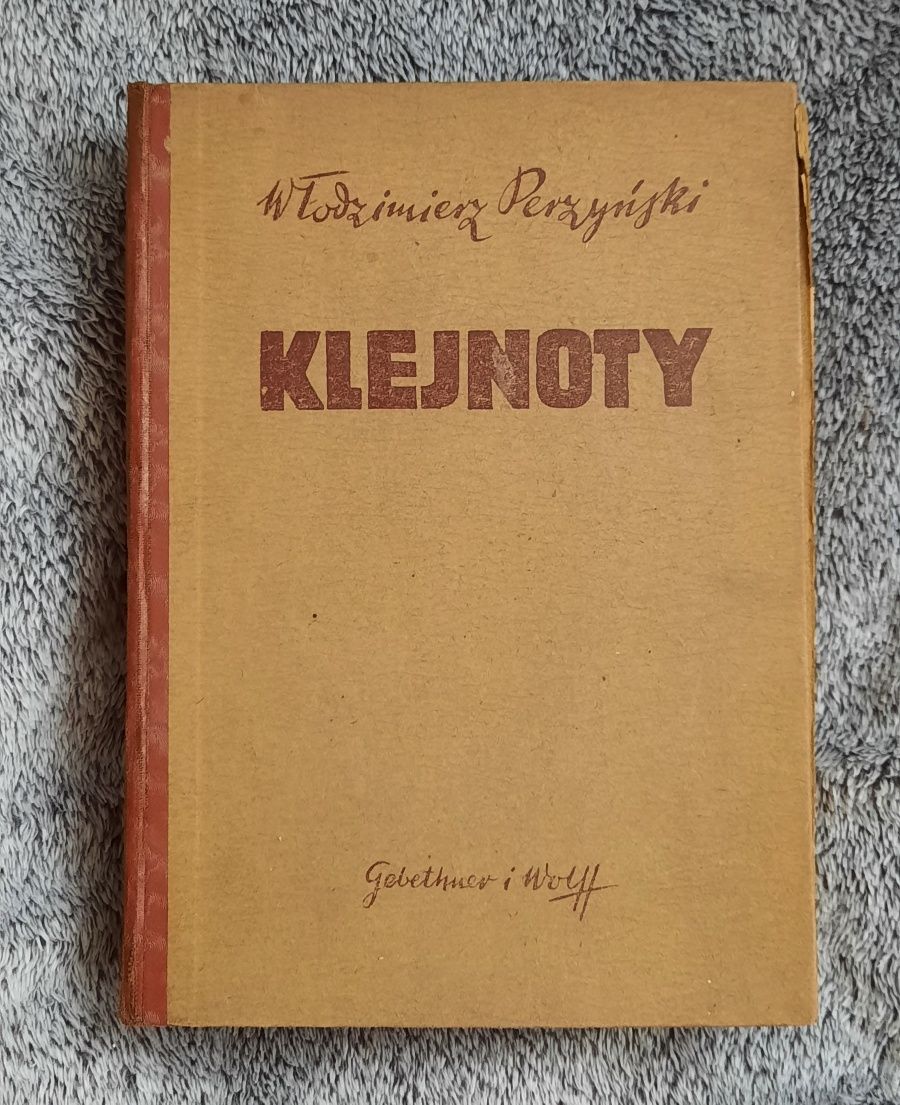 Włodzimierz Perzyński
KLEJNOTY
Gebethner i Wolff